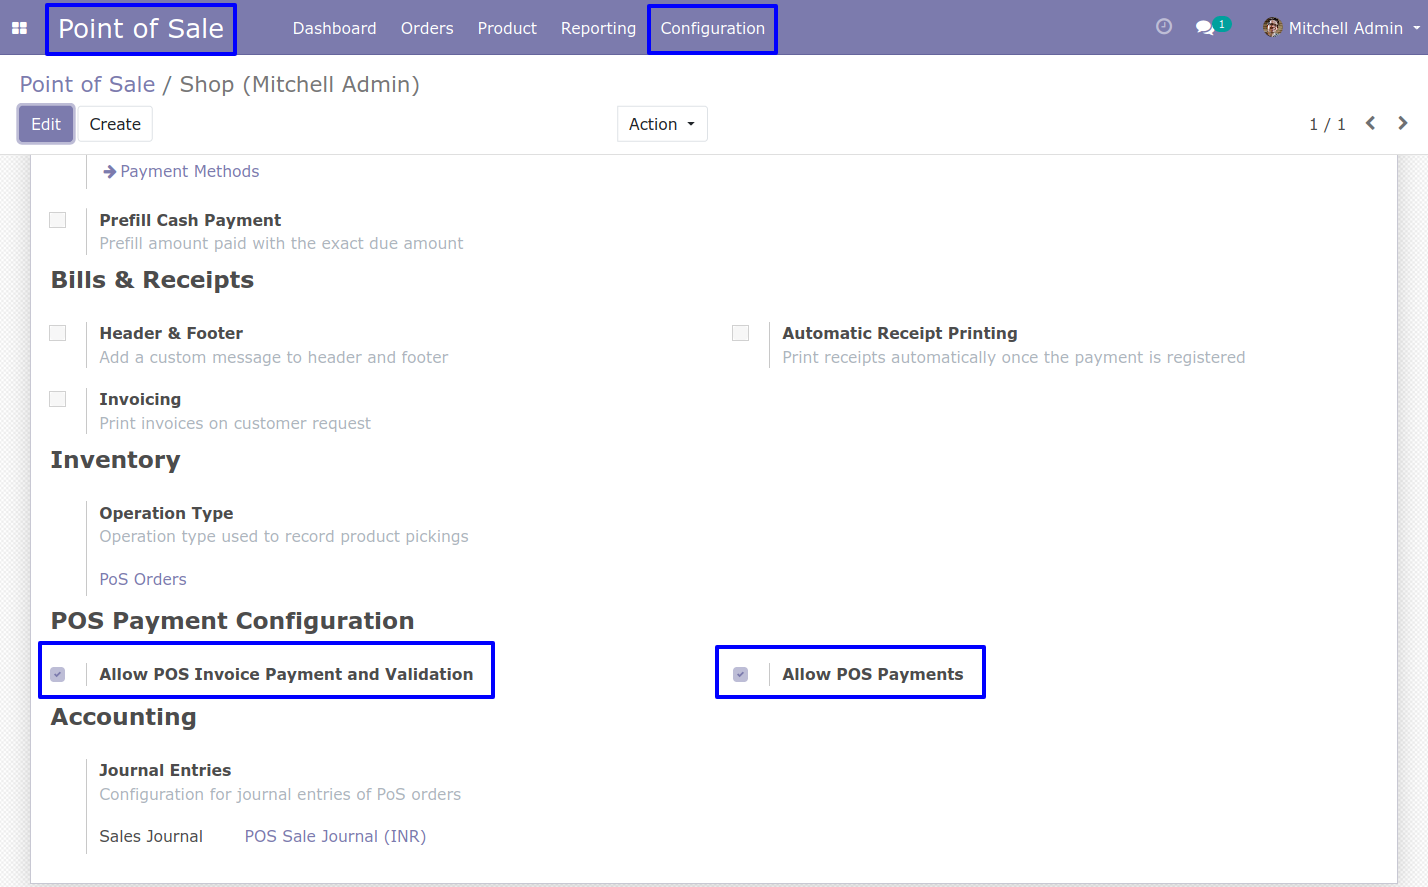 Point of Sale Dashboard Orders Product Reporting Configuration 1 Mitchell Admin
Point of Sale / Shop (Mitchell Admin)
Edit Create Action 1 / 1
Payment Methods
Prefill Cash Payment
Prefill amount paid with the exact due amount
Bills & Receipts
Header & Footer
Add a custom message to header and footer
Automatic Receipt Printing
Print receipts automatically once the payment is registered
Invoicing
Print invoices on customer request
Inventory
Operation Type
Operation type used to record product pickings
PoS Orders
POS Payment Configuration
Allow POS Invoice Payment and Validation
Allow POS Payments
Accounting
Journal Entries
Configuration for journal entries of PoS orders
Sales Journal POS Sale Journal (INR)